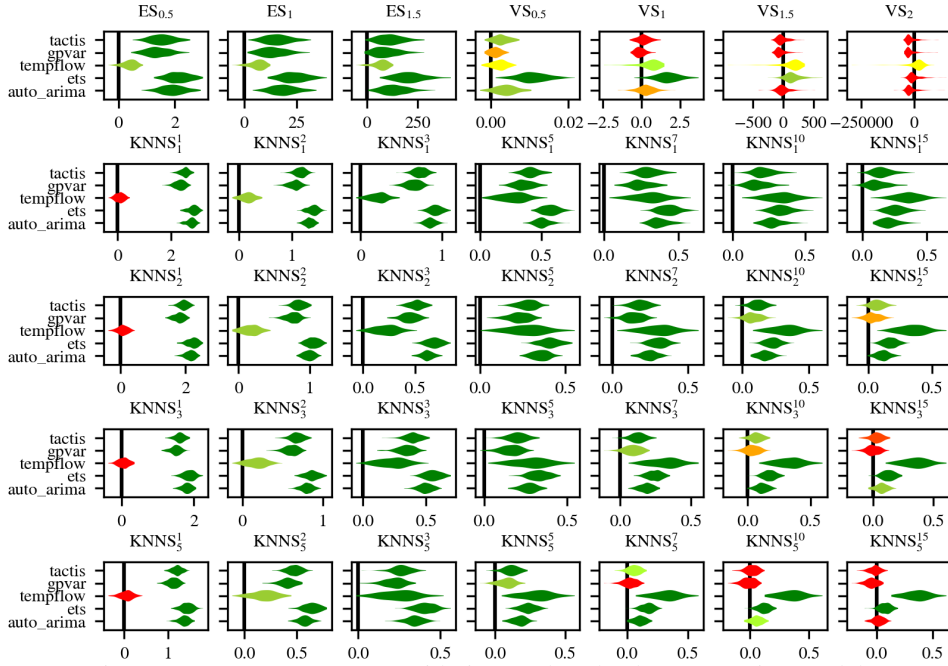 ES₀.₅ ES₁ ES₁.₅ VS₀.₅ VS₁ VS₁.₅ VS₂
tactis
gpvar
tempflow
ets
auto_arima
0 2 0 25 0 250 0.00 0.02 −2.5 0.0 2.5 −500 0 500 −250000 0
KNNS₁¹ KNNS₁² KNNS₁³ KNNS₁⁵ KNNS₁⁷ KNNS₁¹⁰ KNNS₁¹⁵
tactis
gpvar
tempflow
ets
auto_arima
0 2 0 1 0 1 0.0 0.5 0.0 0.5 0.0 0.5 0.0 0.5
KNNS₂¹ KNNS₂² KNNS₂³ KNNS₂⁵ KNNS₂⁷ KNNS₂¹⁰ KNNS₂¹⁵
tactis
gpvar
tempflow
ets
auto_arima
0 2 0 1 0.0 0.5 0.0 0.5 0.0 0.5 0.0 0.5 0.0 0.5
KNNS₃¹ KNNS₃² KNNS₃³ KNNS₃⁵ KNNS₃⁷ KNNS₃¹⁰ KNNS₃¹⁵
tactis
gpvar
tempflow
ets
auto_arima
0 2 0 1 0.0 0.5 0.0 0.5 0.0 0.5 0.0 0.5 0.0 0.5
KNNS₅¹ KNNS₅² KNNS₅³ KNNS₅⁵ KNNS₅⁷ KNNS₅¹⁰ KNNS₅¹⁵
tactis
gpvar
tempflow
ets
auto_arima
0 1 0.0 0.5 0.0 0.5 0.0 0.5 0.0 0.5 0.0 0.5 0.0 0.5